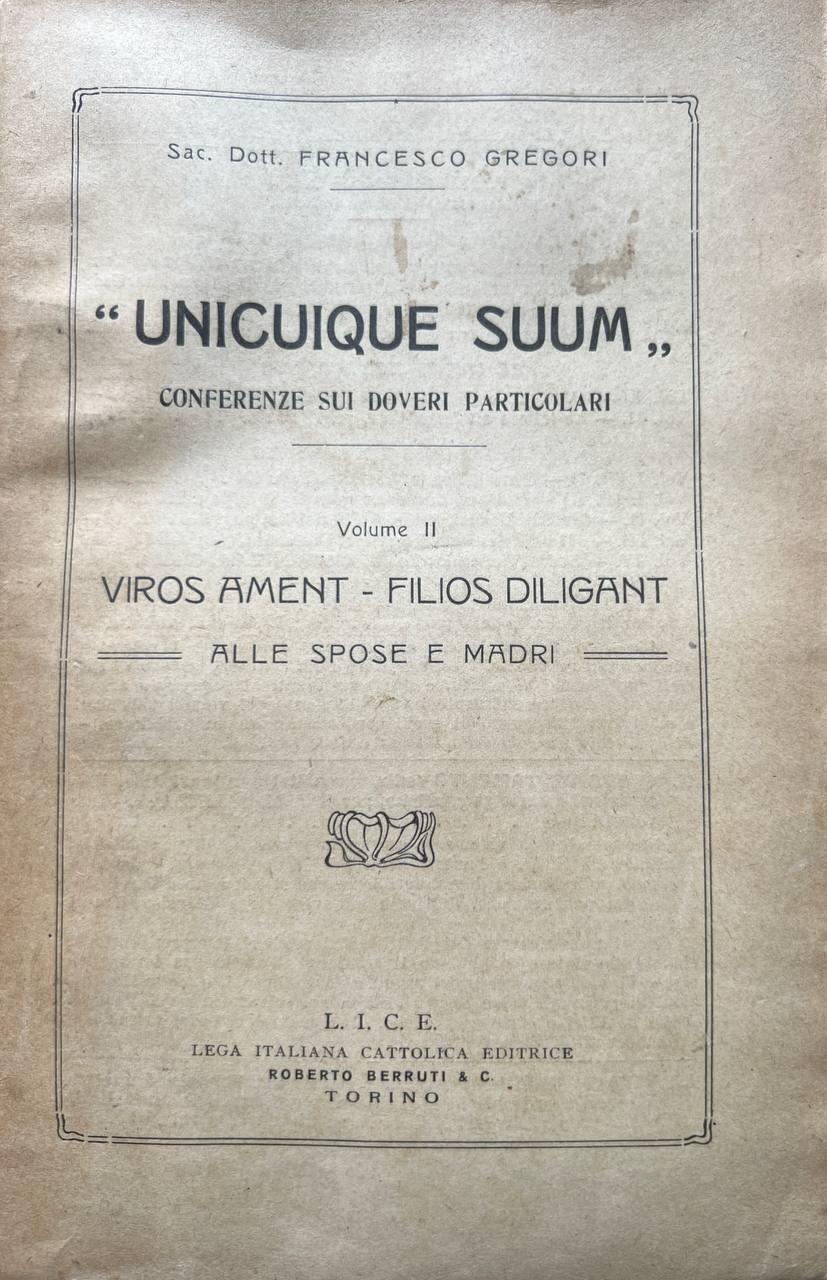 Sac. Dott. FRANCESCO GREGORI
“ UNICUIQUE SUUM „
CONFERENZE SUI DOVERI PARTICOLARI
Volume II
VIROS AMENT - FILIOS DILIGANT
ALLE SPOSE E MADRI
L. I. C. E.
LEGA ITALIANA CATTOLICA EDITRICE
ROBERTO BERRUTI & C.
TORINO